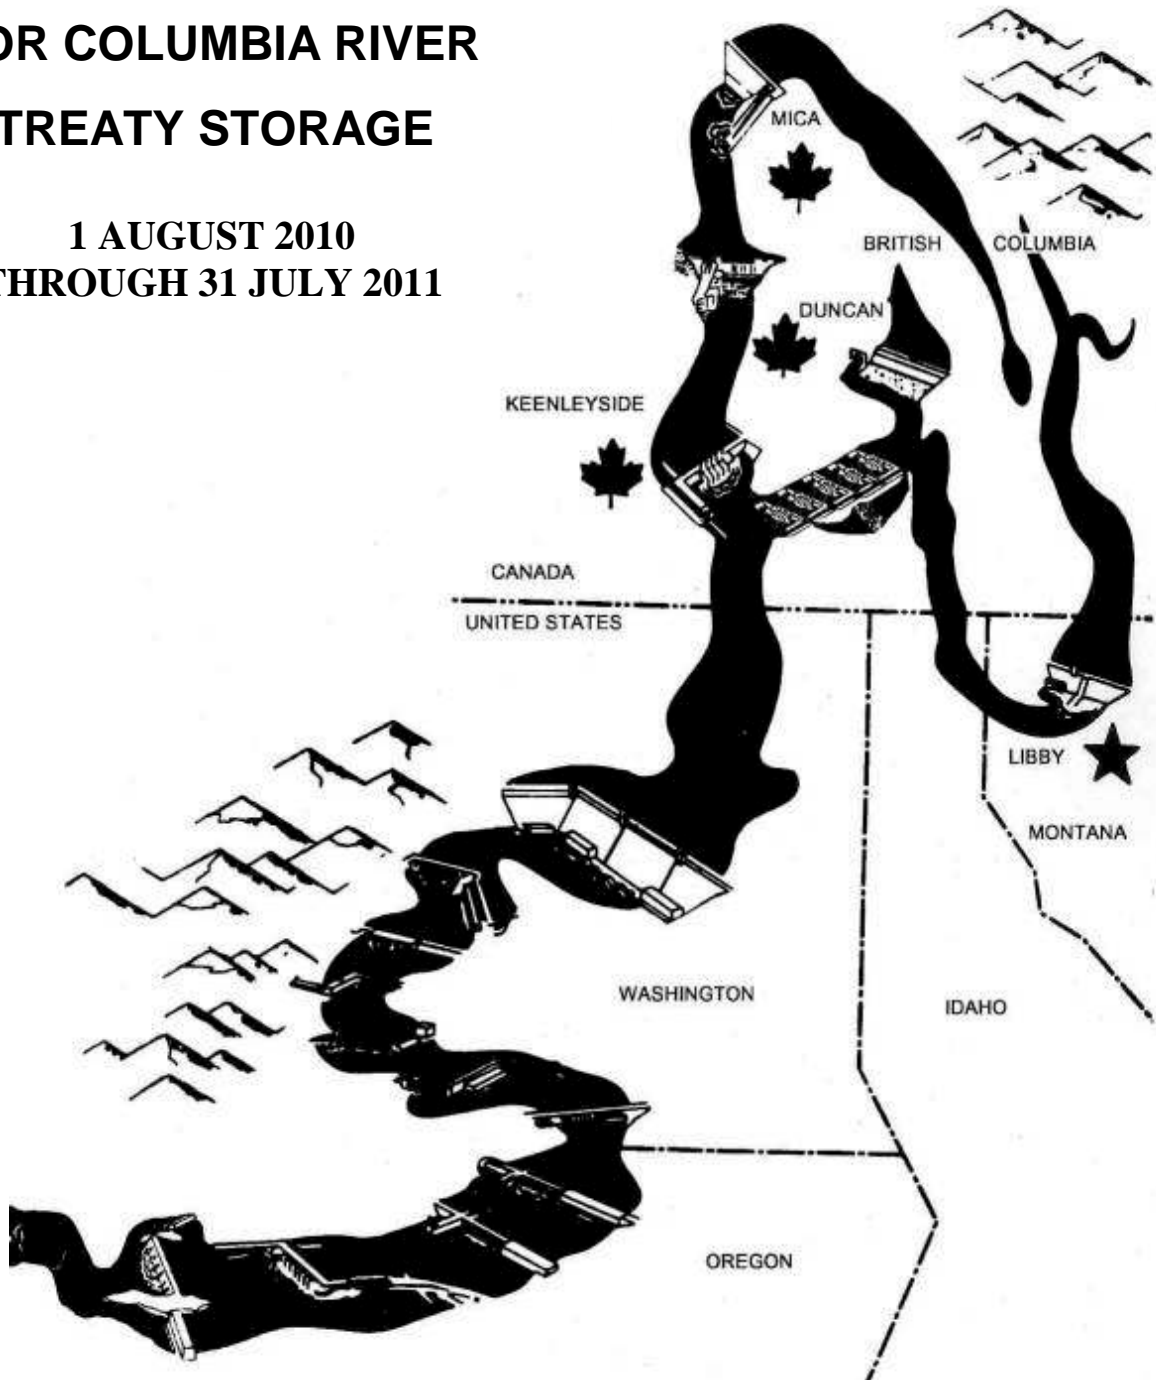 OR COLUMBIA RIVER
TREATY STORAGE
1 AUGUST 2010
THROUGH 31 JULY 2011
MICA
BRITISH COLUMBIA
DUNCAN
KEENLEYSIDE
CANADA
UNITED STATES
LIBBY
MONTANA
WASHINGTON
IDAHO
OREGON